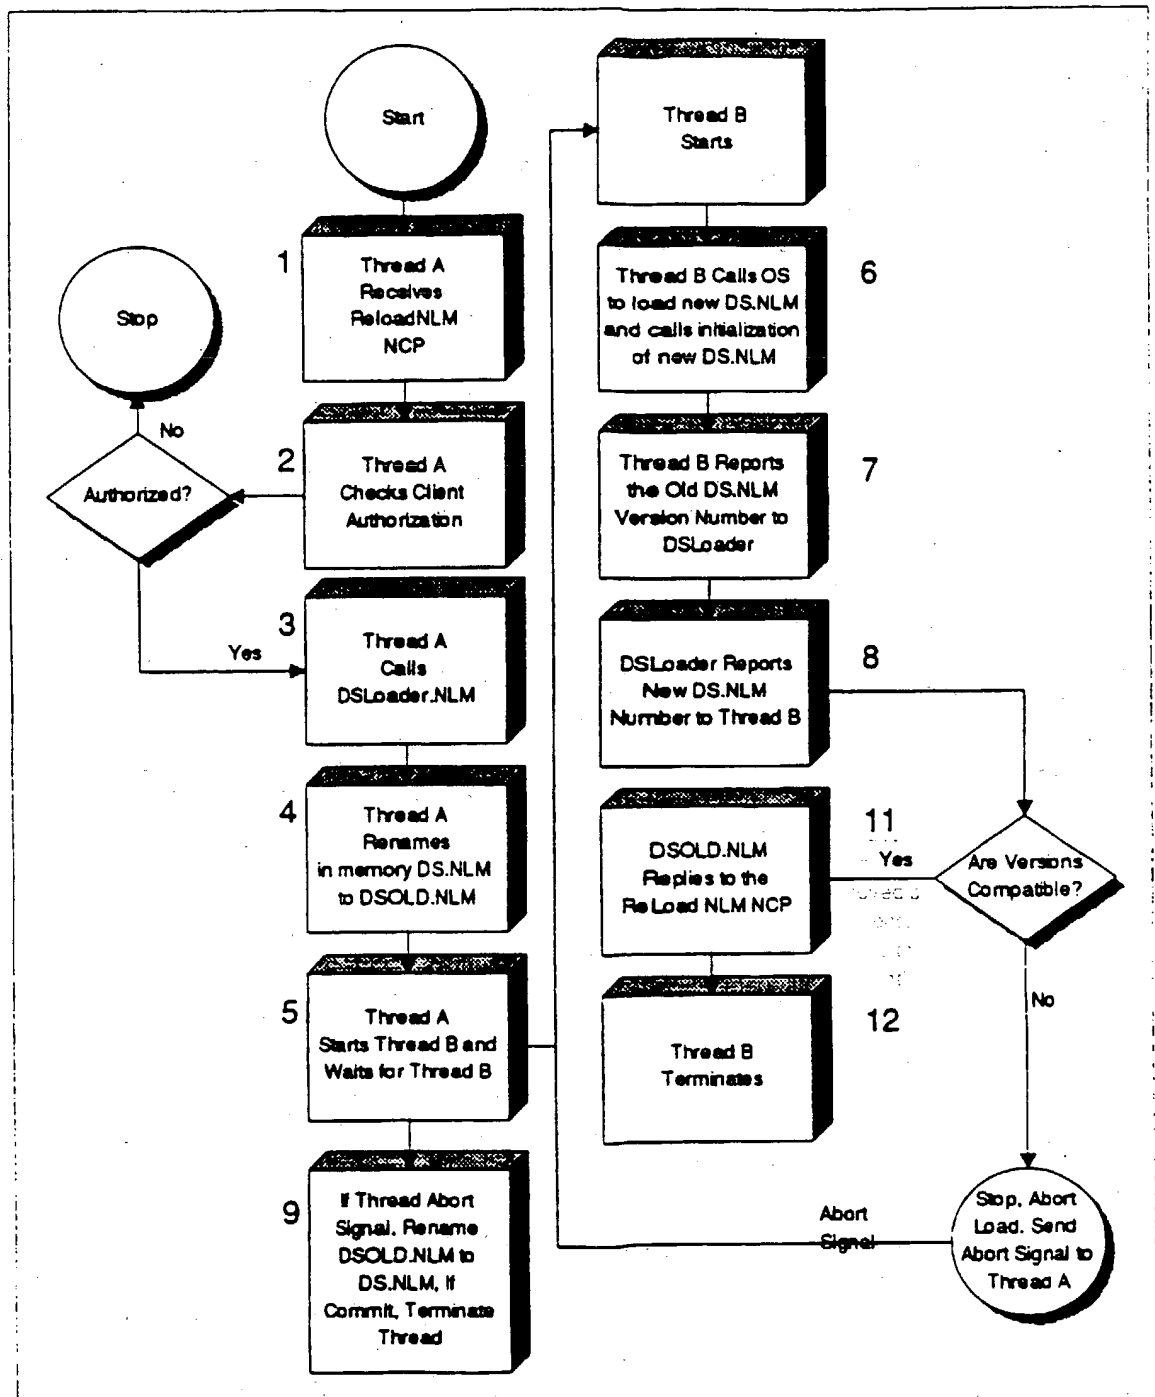 Start
1
Thread A
Receives
ReloadNLM
NCP
Stop
No
Authorized?
Yes
2
Thread A
Checks Client
Authorization
3
Thread A
Calls
DSLoader.NLM
4
Thread A
Renames
in memory DS.NLM
to DSOLD.NLM
5
Thread A
Starts Thread B and
Waits for Thread B
9
If Thread Abort
Signal, Rename
DSOLD.NLM to
DS.NLM, If
Commit, Terminate
Thread
Thread B
Starts
6
Thread B Calls OS
to load new DS.NLM
and calls initialization
of new DS.NLM
7
Thread B Reports
the Old DS.NLM
Version Number to
DSLoader
8
DSLoader Reports
New DS.NLM
Number to Thread B
Are Versions
Compatible?
Yes
No
11
DSOLD.NLM
Replies to the
ReLoad NLM NCP
12
Thread B
Terminates
Stop, Abort
Load. Send
Abort Signal to
Thread A
Abort
Signal